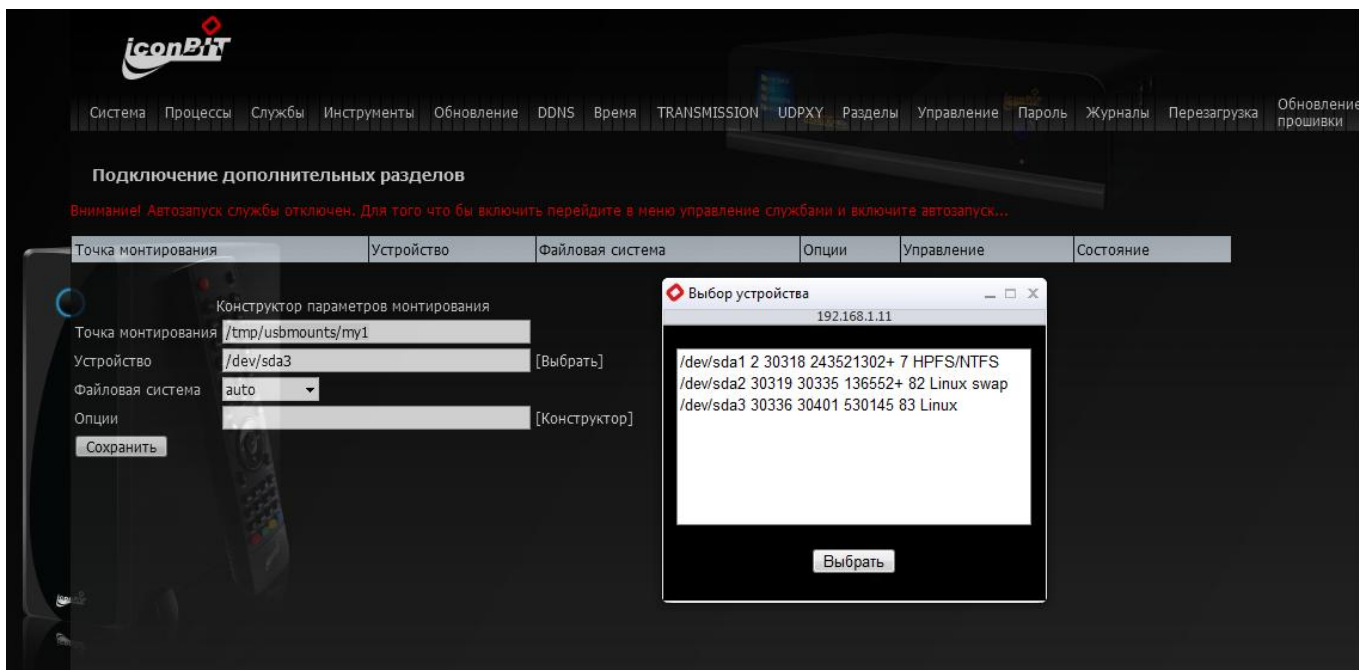 iconBIT
Система Процессы Службы Инструменты Обновление DDNS Время TRANSMISSION UDPXY Разделы Управление Пароль Журналы Перезагрузка Обновление прошивки
Подключение дополнительных разделов
Внимание! Автозапуск службы отключен. Для того что бы включить перейдите в меню управление службами и включите автозапуск...
Точка монтирования Устройство Файловая система Опции Управление Состояние
Конструктор параметров монтирования
Точка монтирования /tmp/usbmounts/my1
Устройство /dev/sda3 [Выбрать]
Файловая система auto
Опции [Конструктор]
Сохранить
Выбор устройства
192.168.1.11
/dev/sda1 2 30318 243521302+ 7 HPFS/NTFS
/dev/sda2 30319 30335 136552+ 82 Linux swap
/dev/sda3 30336 30401 530145 83 Linux
Выбрать